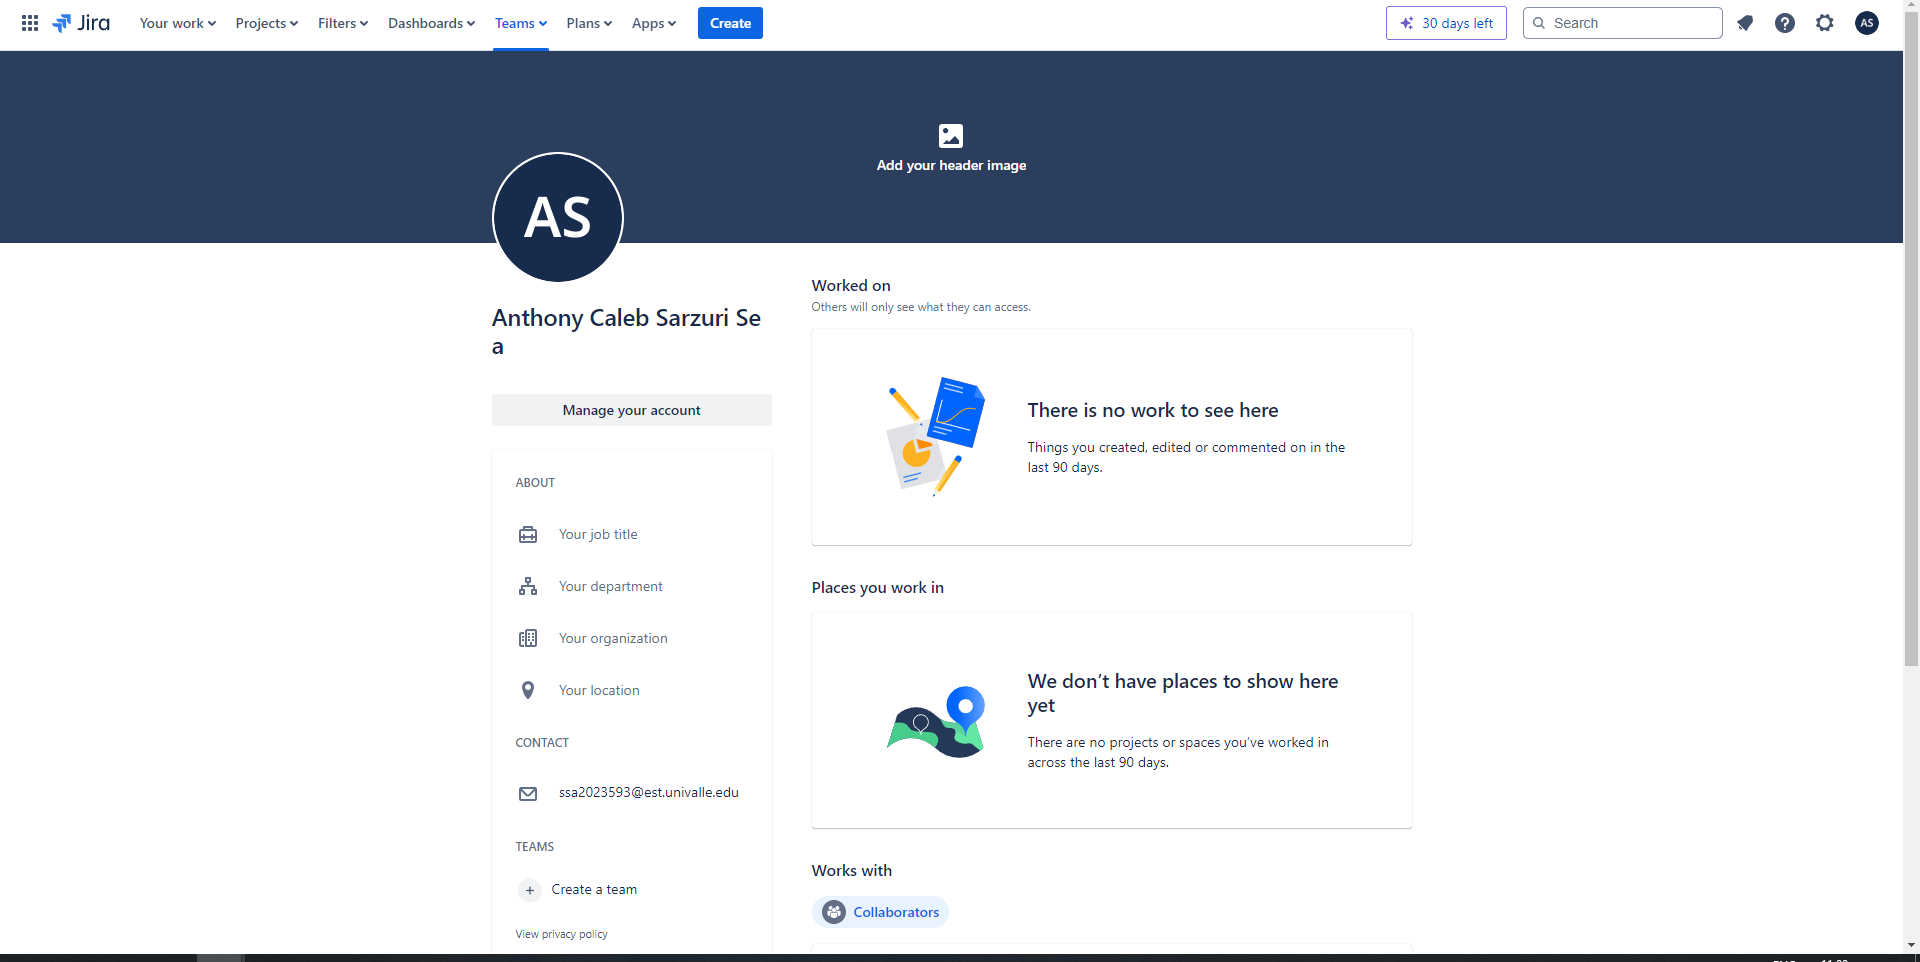 Jira Your work Projects Filters Dashboards Teams Plans Apps Create 30 days left Search AS
Add your header image
AS
Anthony Caleb Sarzuri Se
a
Manage your account
ABOUT
Your job title
Your department
Your organization
Your location
CONTACT
ssa2023593@est.univalle.edu
TEAMS
Create a team
View privacy policy
Worked on
Others will only see what they can access.
There is no work to see here
Things you created, edited or commented on in the
last 90 days.
Places you work in
We don’t have places to show here
yet
There are no projects or spaces you’ve worked in
across the last 90 days.
Works with
Collaborators